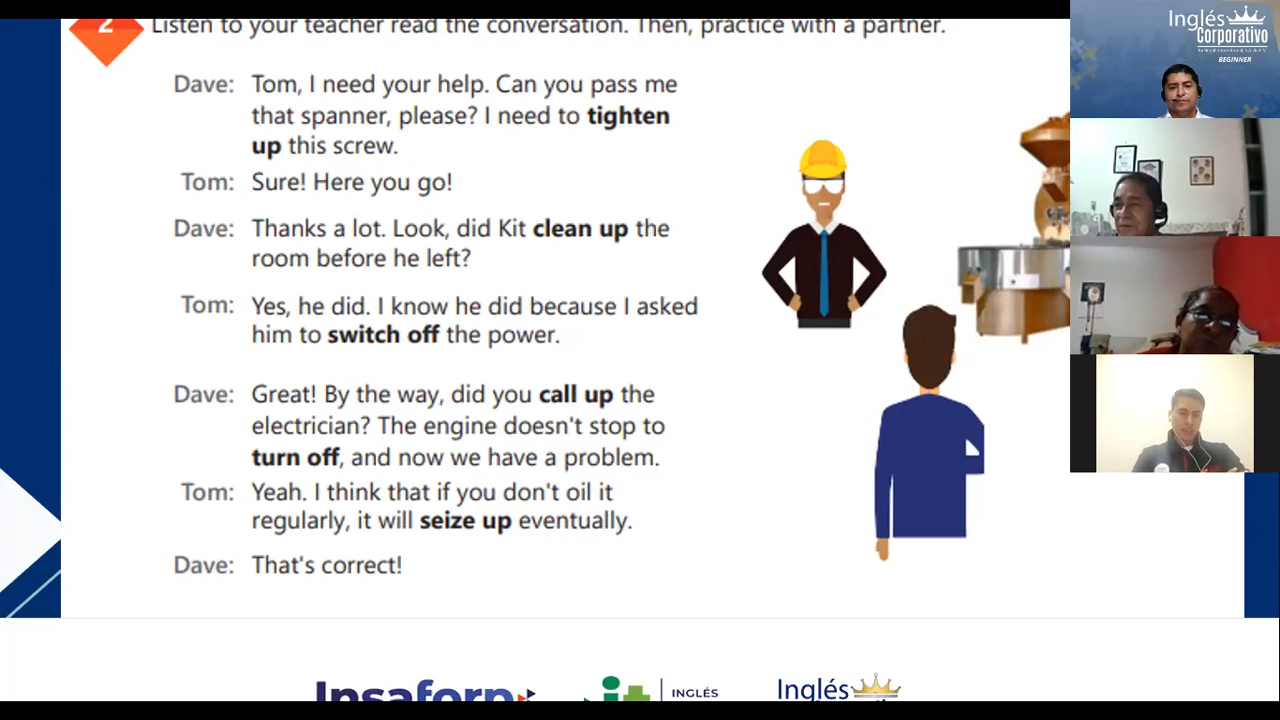 2 Listen to your teacher read the conversation. Then, practice with a partner.
Dave: Tom, I need your help. Can you pass me
that spanner, please? I need to tighten
up this screw.
Tom: Sure! Here you go!
Dave: Thanks a lot. Look, did Kit clean up the
room before he left?
Tom: Yes, he did. I know he did because I asked
him to switch off the power.
Dave: Great! By the way, did you call up the
electrician? The engine doesn't stop to
turn off, and now we have a problem.
Tom: Yeah. I think that if you don't oil it
regularly, it will seize up eventually.
Dave: That's correct!
Insaforp
INGLÉS
Inglés
Inglés
Corporativo
BEGINNER